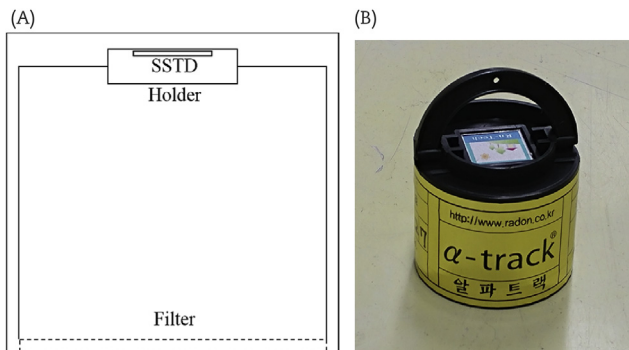 (A)
SSTD
Holder
Filter
(B)
http://www.radon.co.kr
α-track®
알파트랙